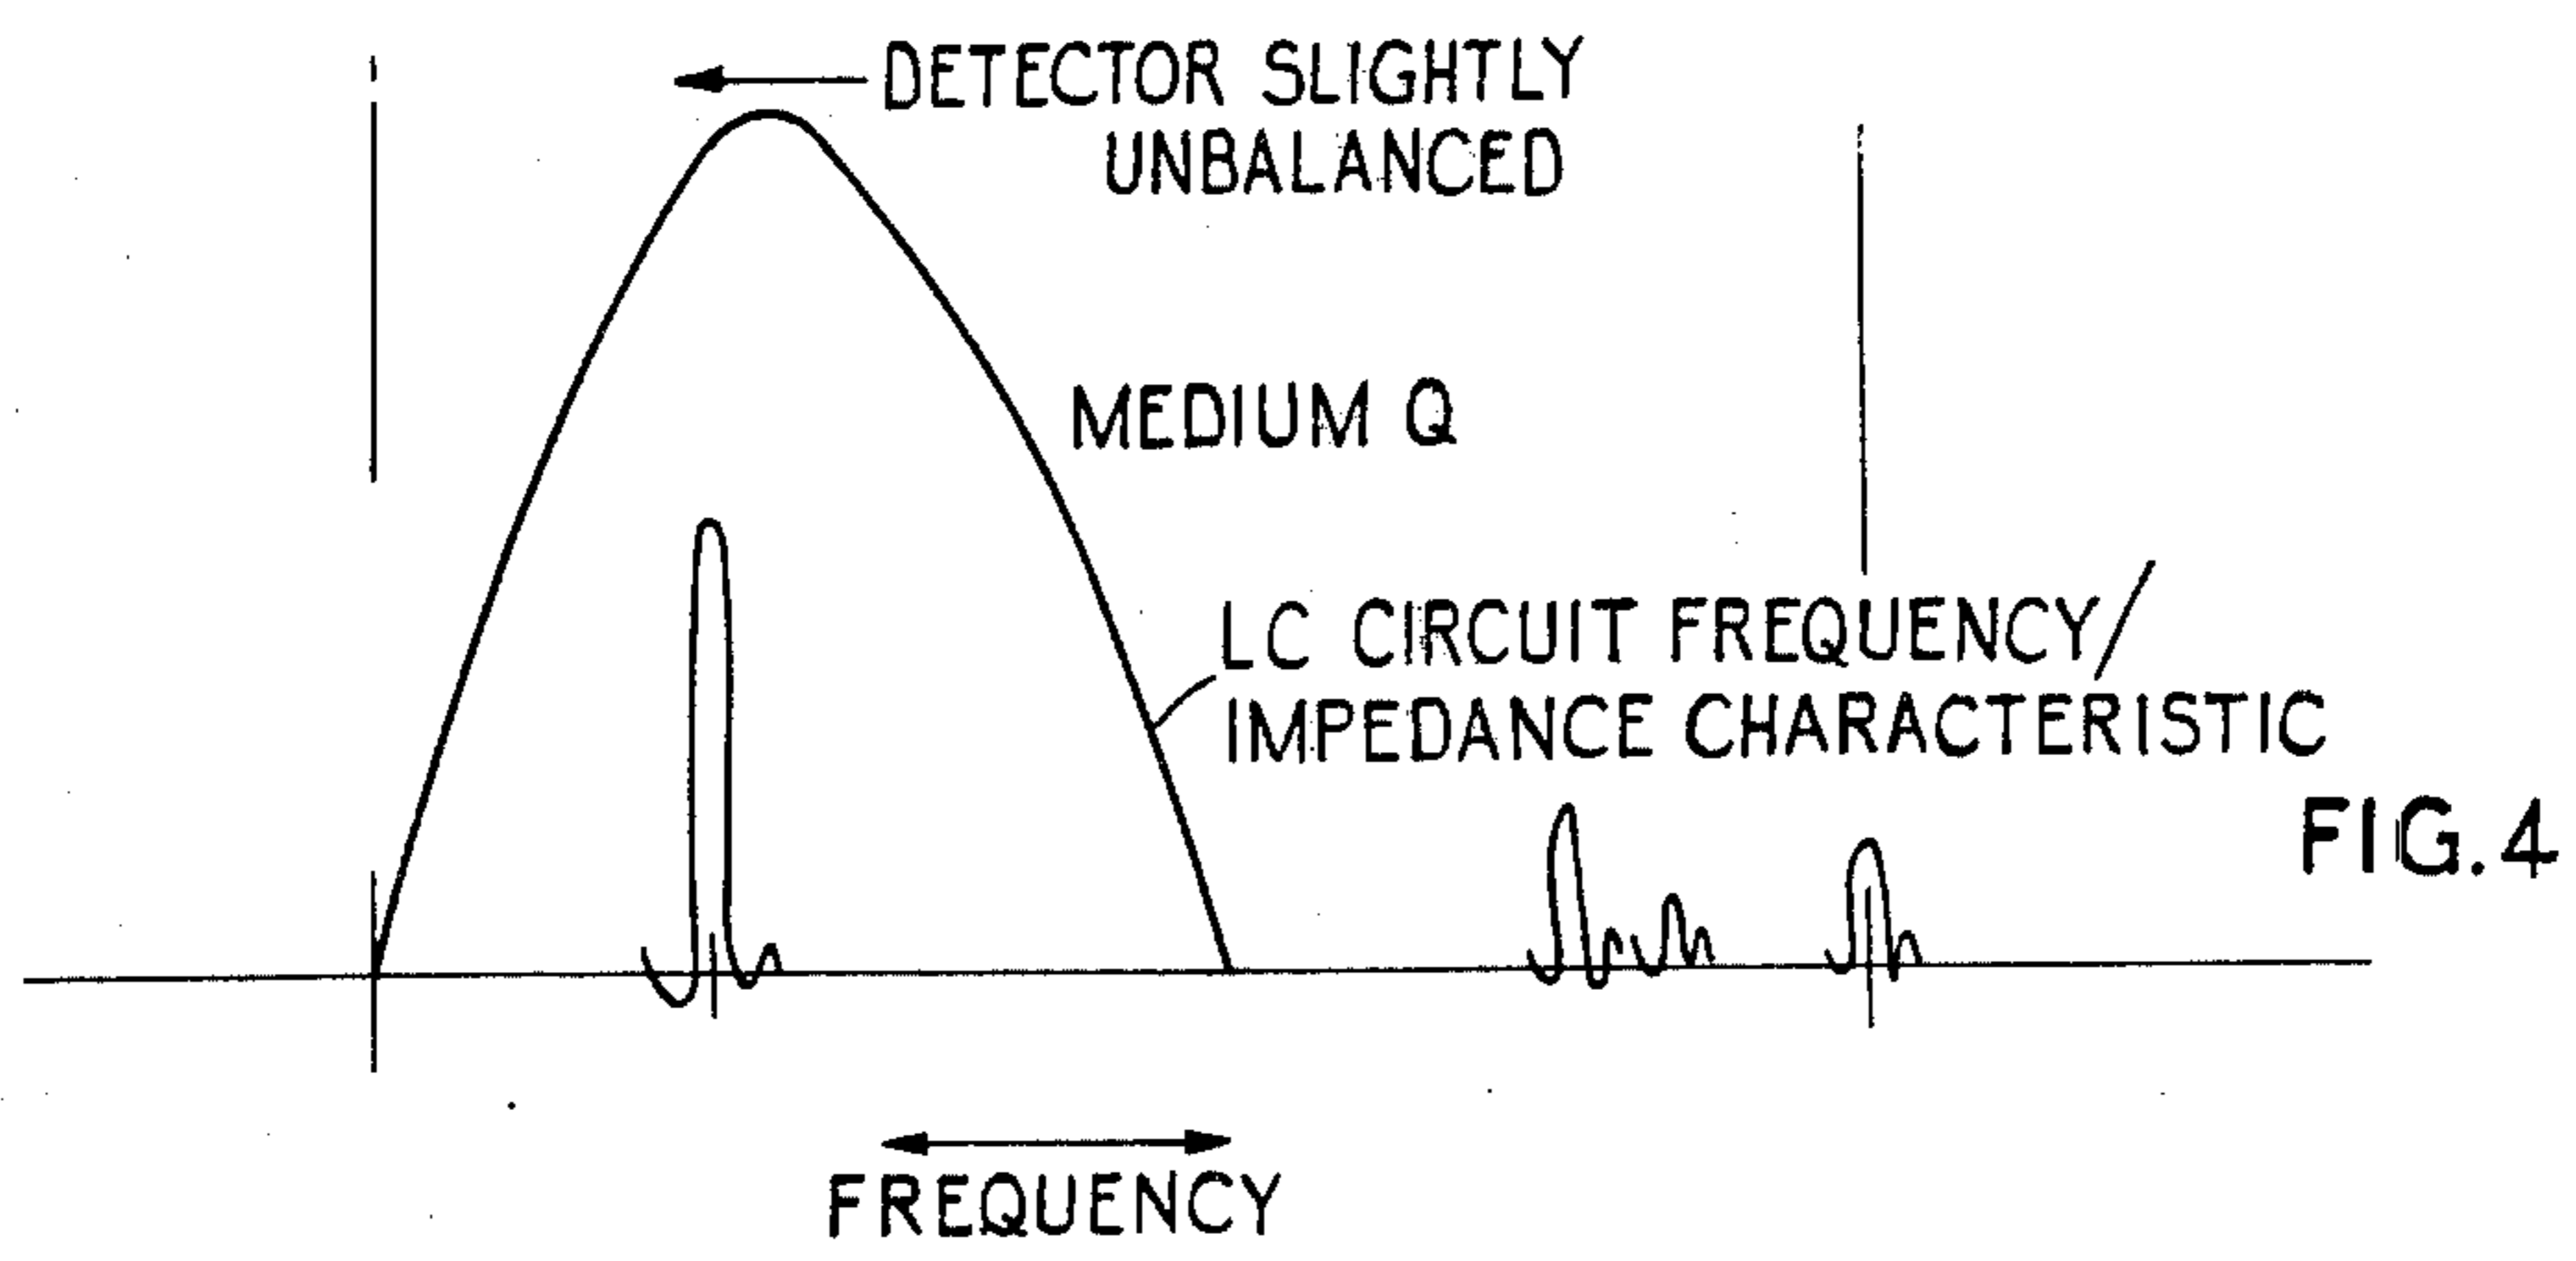 DETECTOR SLIGHTLY
UNBALANCED
MEDIUM Q
LC CIRCUIT FREQUENCY/
IMPEDANCE CHARACTERISTIC
FIG.4
FREQUENCY